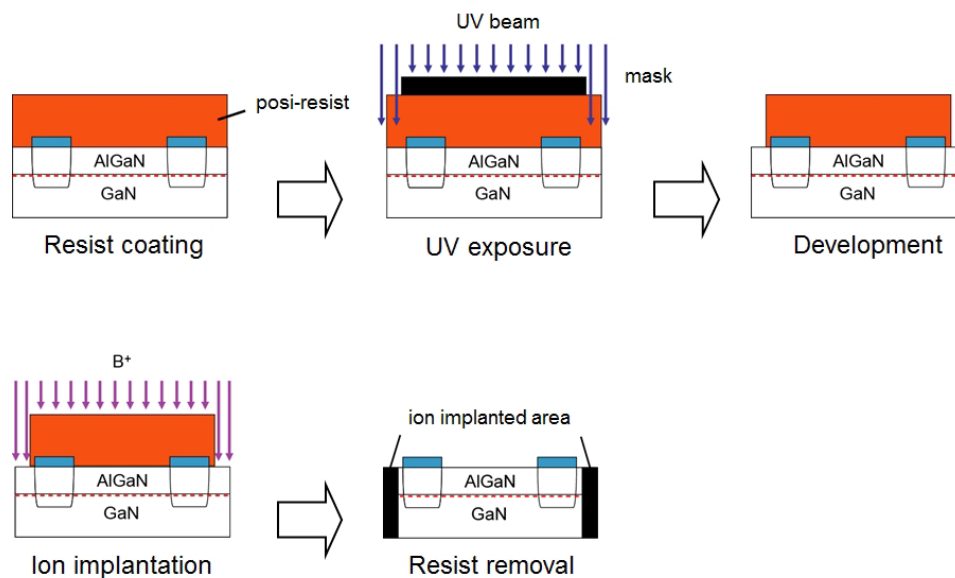 UV beam
mask
posi-resist
AlGaN
GaN
Resist coating
AlGaN
GaN
UV exposure
AlGaN
GaN
Development
B⁺
AlGaN
GaN
Ion implantation
ion implanted area
AlGaN
GaN
Resist removal